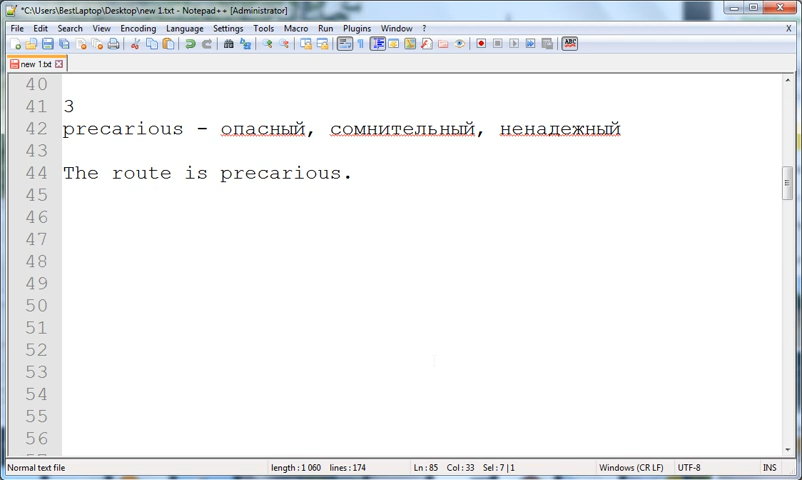 *C:\Users\BestLaptop\Desktop\new 1.txt - Notepad++ [Administrator]
File Edit Search View Encoding Language Settings Tools Macro Run Plugins Window ? X
new 1.txt
40
41 3
42 precarious - опасный, сомнительный, ненадежный
43
44 The route is precarious.
45
46
47
48
49
50
51
52
53
54
55
56
Normal text file length : 1 060 lines : 174 Ln : 85 Col : 33 Sel : 7 | 1 Windows (CR LF) UTF-8 INS